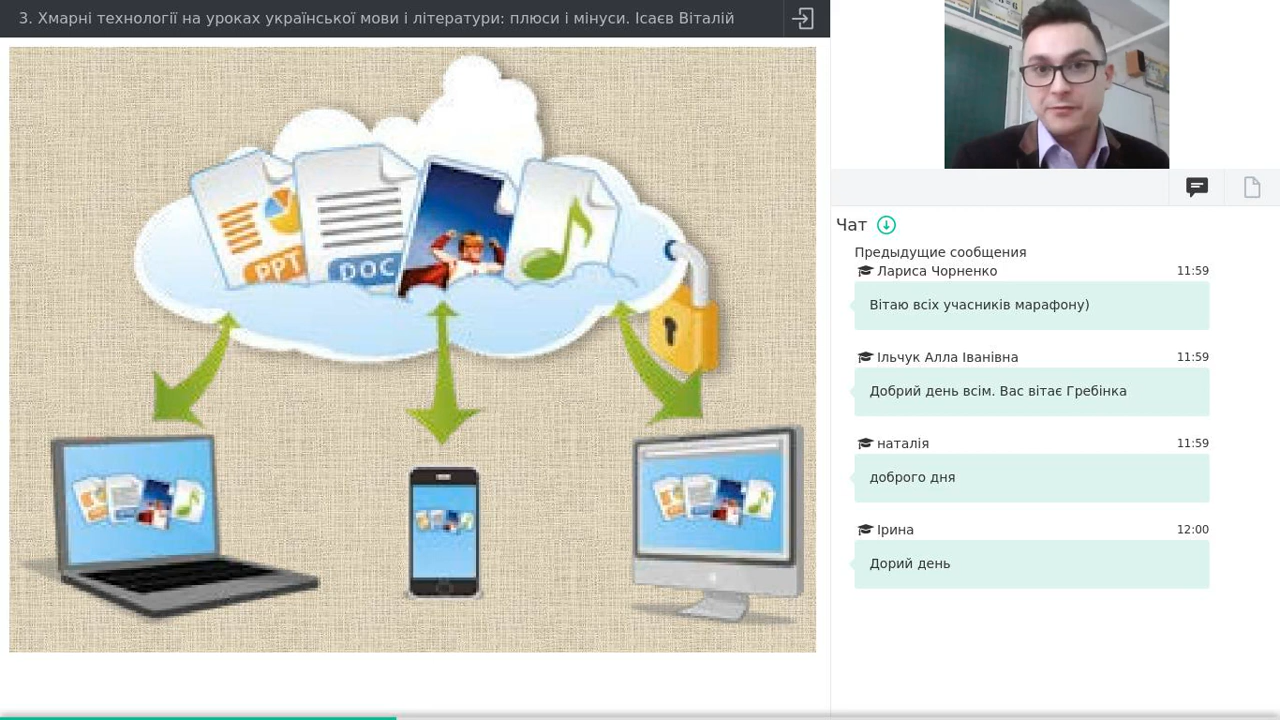 3. Хмарні технології на уроках української мови і літератури: плюси і мінуси. Ісаєв Віталій
PPT
DOC
Чат
Предыдущие сообщения
Лариса Чорненко 11:59
Вітаю всіх учасників марафону)
Ільчук Алла Іванівна 11:59
Добрий день всім. Вас вітає Гребінка
наталія 11:59
доброго дня
Ірина 12:00
Дорий день